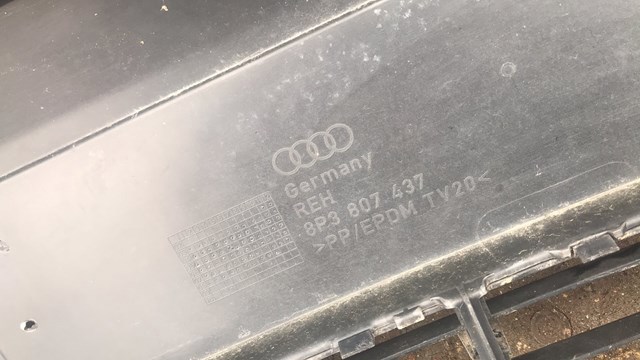 Germany
REH
8P3 807 437
>PP/EPDM TV20<